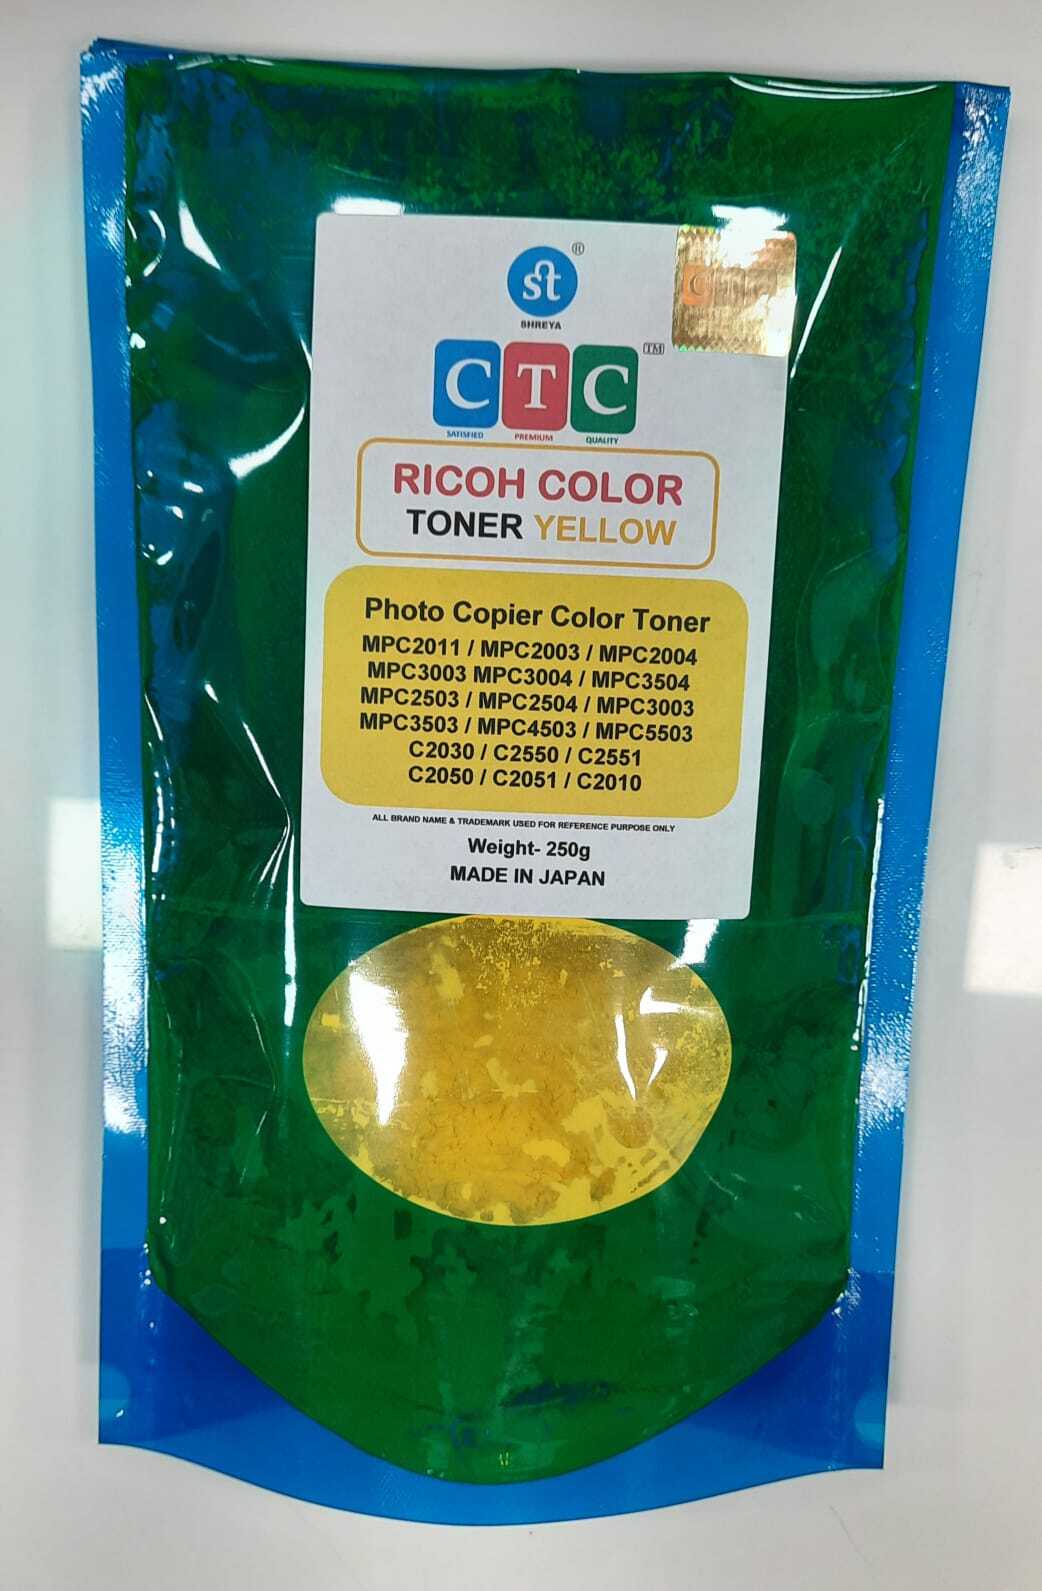 st ®
SHREYA
CTC
CTC TM
SATISFIED PREMIUM QUALITY
RICOH COLOR
TONER YELLOW
Photo Copier Color Toner
MPC2011 / MPC2003 / MPC2004
MPC3003 MPC3004 / MPC3504
MPC2503 / MPC2504 / MPC3003
MPC3503 / MPC4503 / MPC5503
C2030 / C2550 / C2551
C2050 / C2051 / C2010
ALL BRAND NAME & TRADEMARK USED FOR REFERENCE PURPOSE ONLY
Weight- 250g
MADE IN JAPAN